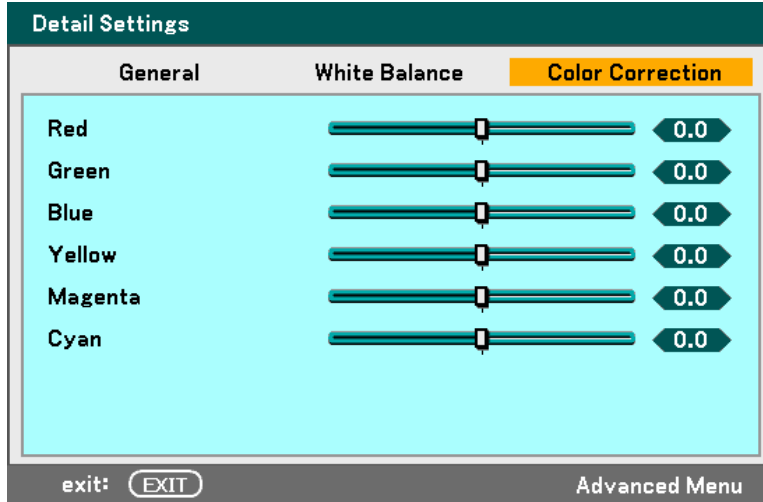 Detail Settings
General White Balance Color Correction
Red 0.0
Green 0.0
Blue 0.0
Yellow 0.0
Magenta 0.0
Cyan 0.0
exit: EXIT Advanced Menu